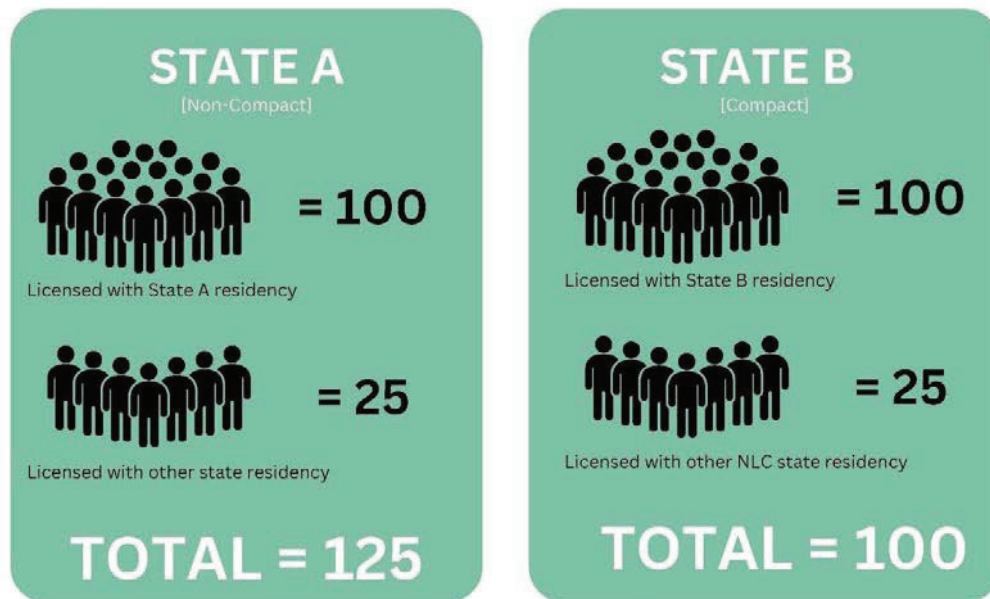 STATE A
[Non-Compact]
= 100
Licensed with State A residency
= 25
Licensed with other state residency
TOTAL = 125
STATE B
[Compact]
= 100
Licensed with State B residency
= 25
Licensed with other NLC state residency
TOTAL = 100